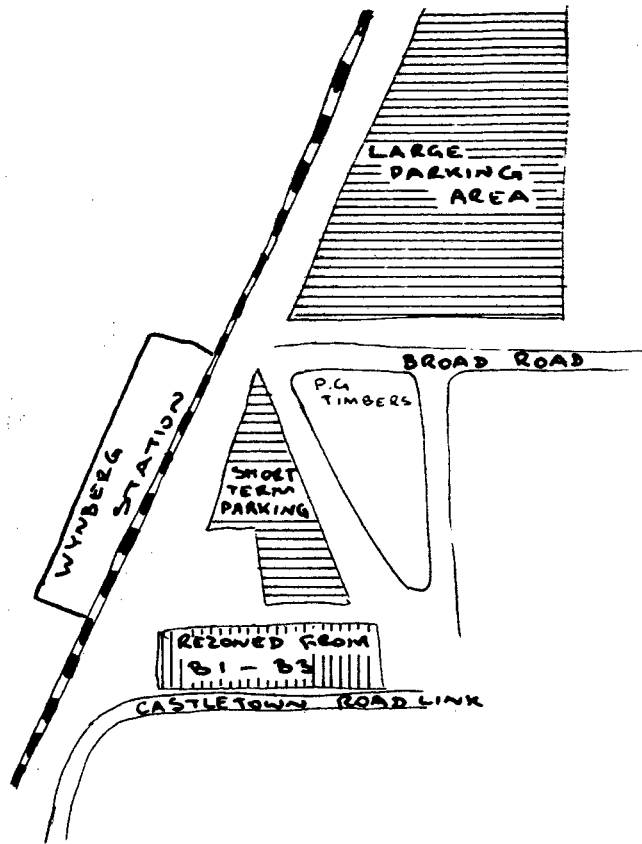 LARGE
PARKING
AREA
BROAD ROAD
P.G
TIMBERS
WYNBERG
STATION
SHORT
TERM
PARKING
REZONED FROM
B1 - B3
CASTLETOWN ROAD LINK